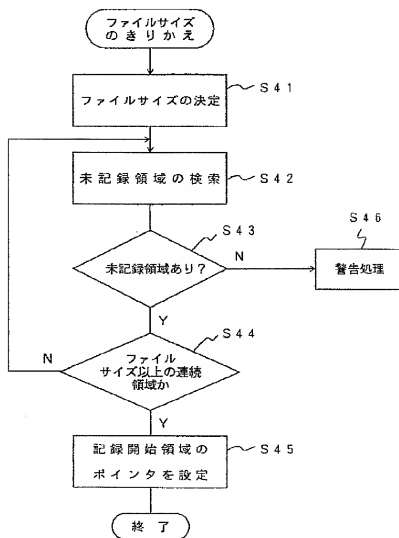 ファイルサイズ
のきりかえ
ファイルサイズの決定
S41
未記録領域の検索
S42
S43
未記録領域あり?
N
S46
警告処理
Y
S44
ファイル
サイズ以上の連続
領域か
N
Y
記録開始領域の
ポインタを設定
S45
終了